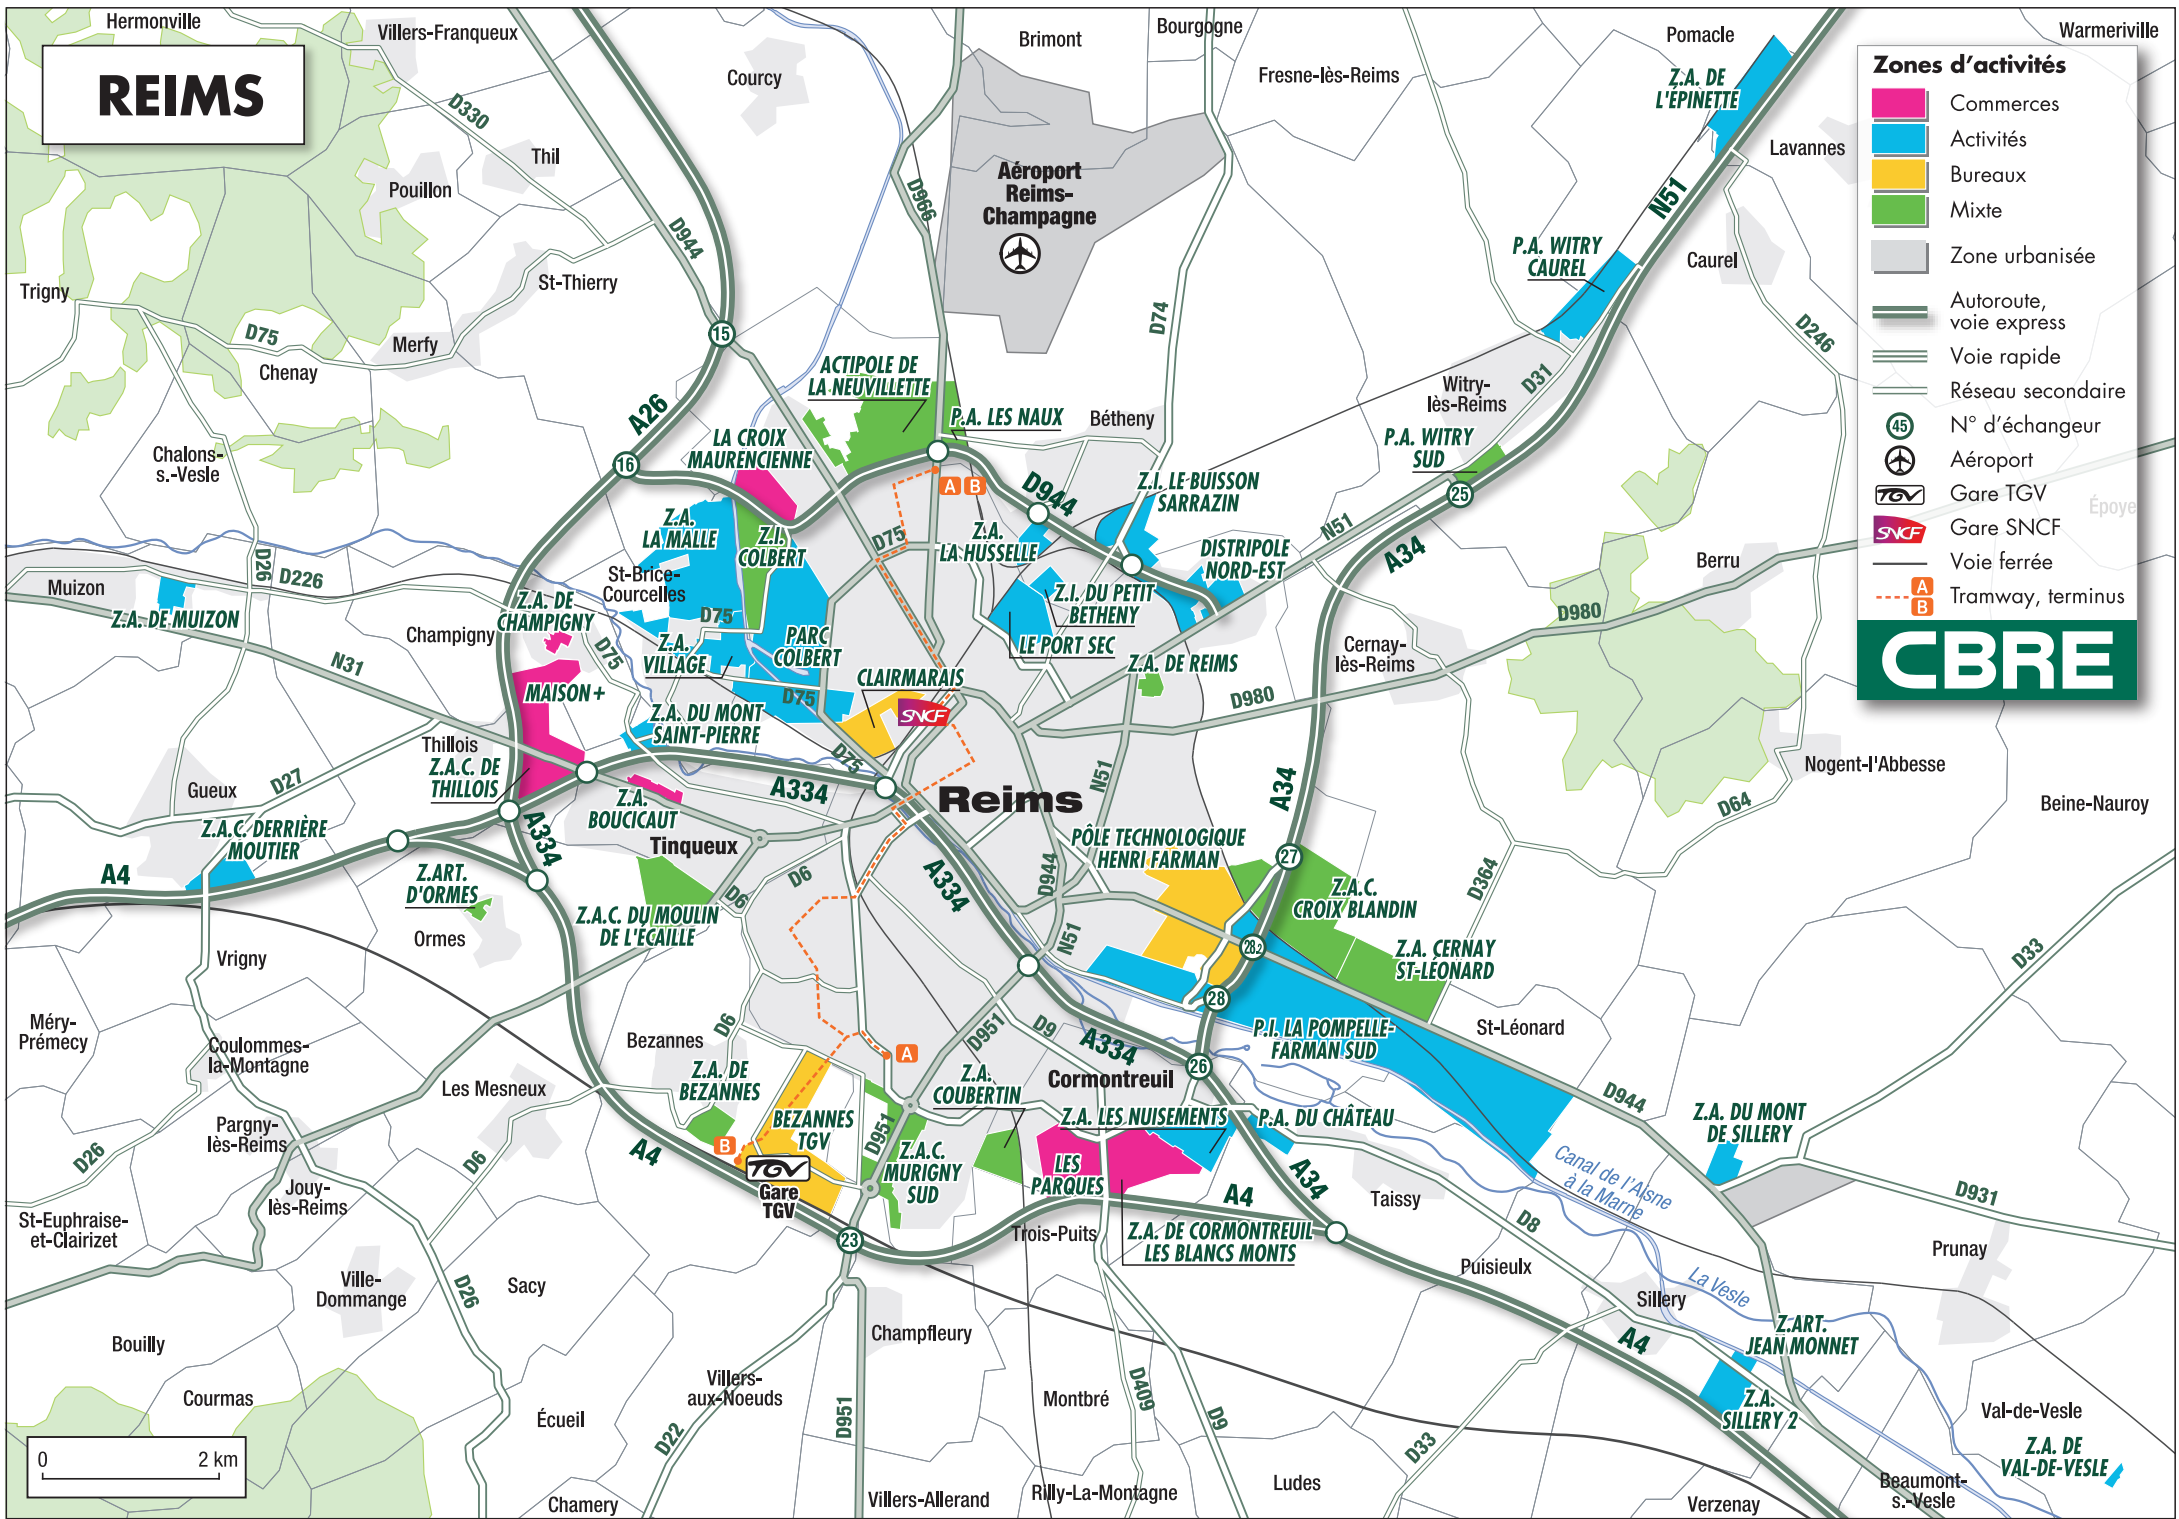 REIMS
Hermonville
Villers-Franqueux
Courcy
Brimont
Bourgogne
Fresne-lès-Reims
Pomacle
Warmeriville
Z.A. DE
L'ÉPINETTE
Lavannes
Zones d'activités
Commerces
Activités
Bureaux
Mixte
Zone urbanisée
Autoroute,
voie express
Voie rapide
Réseau secondaire
45
N° d'échangeur
Aéroport
TGV
Gare TGV
SNCF
Gare SNCF
Voie ferrée
A
B
Tramway, terminus
CBRE
Époye
D330
Thil
Pouillon
D944
D966
Aéroport
Reims-
Champagne
N51
P.A. WITRY
CAUREL
Caurel
D246
Trigny
St-Thierry
D75
Merfy
Chenay
15
D74
ACTIPOLE DE
LA NEUVILLETTE
Witry-
lès-Reims
D31
A26
P.A. LES NAUX
Bétheny
LA CROIX
MAURENCIENNE
P.A. WITRY
SUD
16
25
Chalons-
s.-Vesle
A
B
D944
Z.I. LE BUISSON
SARRAZIN
Z.A.
LA MALLE
Z.I.
COLBERT
D75
Z.A.
LA HUSSELLE
DISTRIPOLE
NORD-EST
N51
A34
Berru
Muizon
D26
D226
St-Brice-
Courcelles
Z.I. DU PETIT
BETHENY
D980
Z.A. DE MUIZON
Z.A. DE
CHAMPIGNY
Champigny
D75
D75
Z.A.
VILLAGE
PARC
COLBERT
LE PORT SEC
Z.A. DE REIMS
Cernay-
lès-Reims
N31
MAISON+
CLAIRMARAIS
D75
SNCF
D980
Z.A. DU MONT
SAINT-PIERRE
D75
Thillois
Z.A.C. DE
THILLOIS
D27
Gueux
A334
N51
A34
Reims
Nogent-l'Abbesse
D64
Beine-Nauroy
Z.A.
BOUCICAUT
Tinqueux
Z.A.C. DERRIÈRE
MOUTIER
A334
PÔLE TECHNOLOGIQUE
HENRI FARMAN
27
A4
Z.ART.
D'ORMES
D6
D6
A334
D944
Z.A.C.
CROIX BLANDIN
D364
Z.A.C. DU MOULIN
DE L'ÉCAILLE
Ormes
N51
28.2
Z.A. CERNAY
ST-LÉONARD
D33
Vrigny
28
Méry-
Prémecy
Coulommes-
la-Montagne
Bezannes
D6
A
D951
D9
A334
P.I. LA POMPELLE-
FARMAN SUD
St-Léonard
26
Les Mesneux
Z.A. DE
BEZANNES
Z.A.
COUBERTIN
Cormontreuil
D944
Pargny-
lès-Reims
BEZANNES
TGV
Z.A. LES NUISEMENTS
P.A. DU CHÂTEAU
Z.A. DU MONT
DE SILLERY
D26
D6
A4
B
TGV
Gare
TGV
D951
Z.A.C.
MURIGNY
SUD
LES
PARQUES
A34
Canal de l'Aisne
à la Marne
D931
Jouy-
lès-Reims
Taissy
St-Euphraise-
et-Clairizet
23
Trois-Puits
A4
Z.A. DE CORMONTREUIL
LES BLANCS MONTS
D8
Puisieulx
Prunay
Ville-
Dommange
D26
Sacy
La Vesle
Sillery
Champfleury
A4
Z.ART.
JEAN MONNET
Bouilly
Courmas
Écueil
Villers-
aux-Noeuds
Montbré
D409
Z.A.
SILLERY 2
Val-de-Vesle
D22
D951
D9
D33
Z.A. DE
VAL-DE-VESLE
0
2 km
Chamery
Villers-Allerand
Rilly-La-Montagne
Ludes
Verzenay
Beaumont-
s.-Vesle